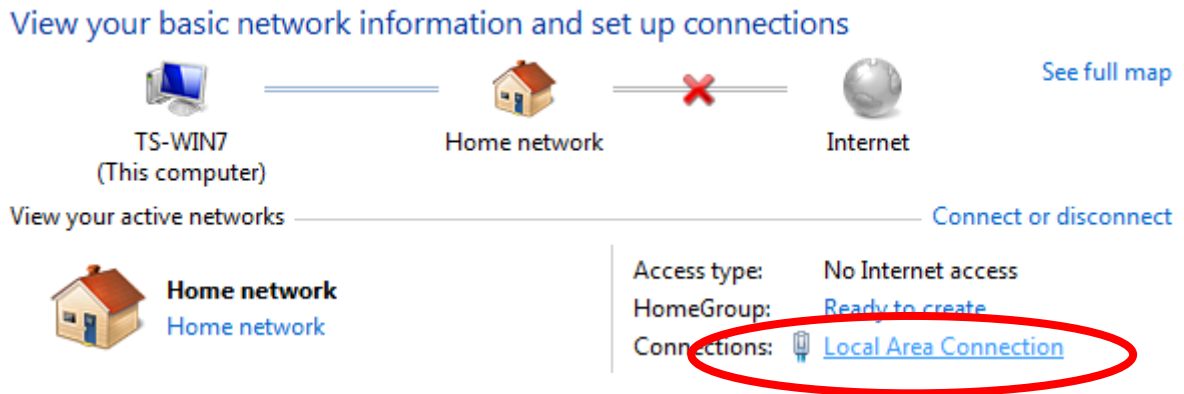 View your basic network information and set up connections
See full map
TS-WIN7
(This computer)
Home network
Internet
View your active networks
Connect or disconnect
Home network
Home network
Access type: No Internet access
HomeGroup: Ready to create
Connections: Local Area Connection